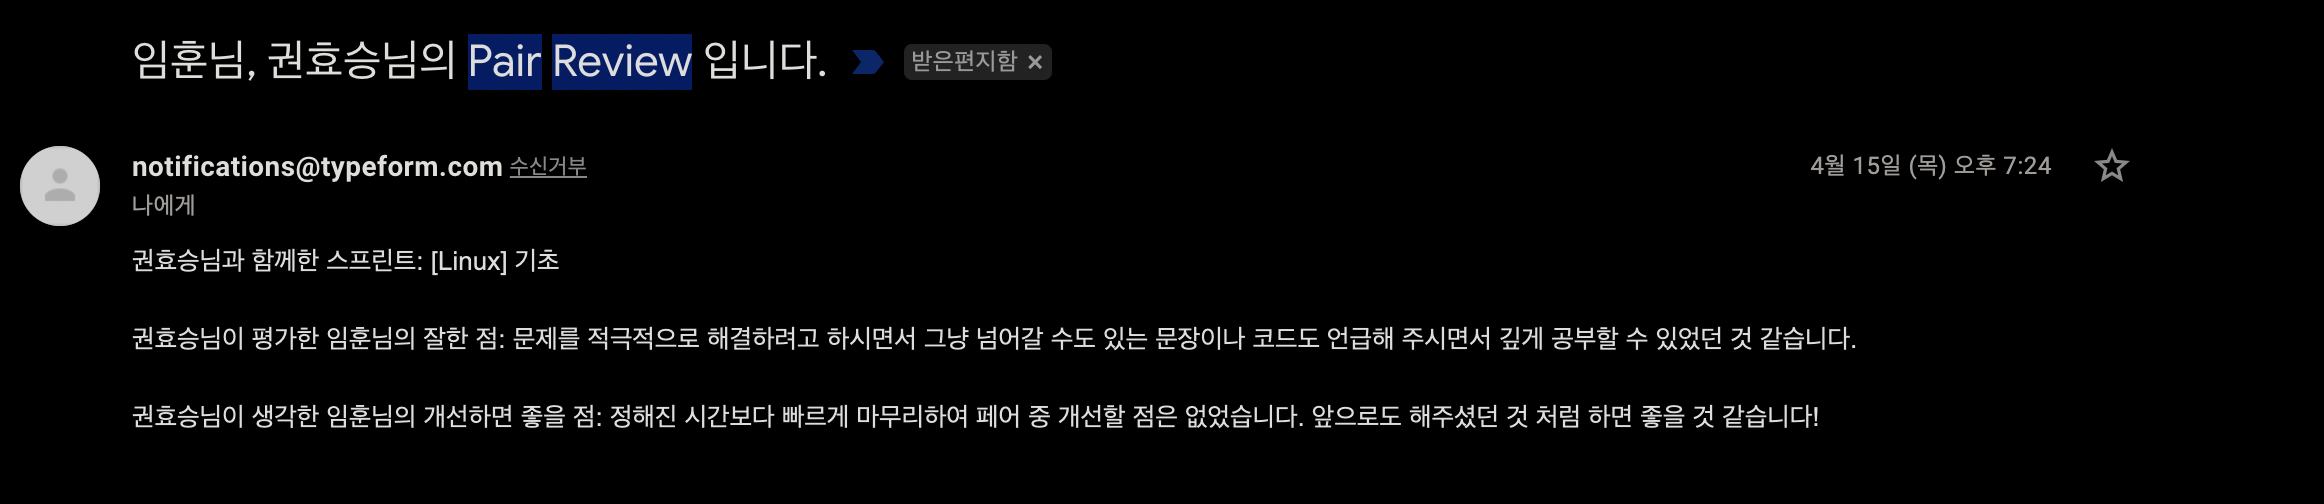 임훈님, 권효승님의 Pair Review 입니다. 받은편지함 ×
notifications@typeform.com 수신거부 4월 15일 (목) 오후 7:24
나에게
권효승님과 함께한 스프린트: [Linux] 기초
권효승님이 평가한 임훈님의 잘한 점: 문제를 적극적으로 해결하려고 하시면서 그냥 넘어갈 수도 있는 문장이나 코드도 언급해 주시면서 깊게 공부할 수 있었던 것 같습니다.
권효승님이 생각한 임훈님의 개선하면 좋을 점: 정해진 시간보다 빠르게 마무리하여 페어 중 개선할 점은 없었습니다. 앞으로도 해주셨던 것 처럼 하면 좋을 것 같습니다!